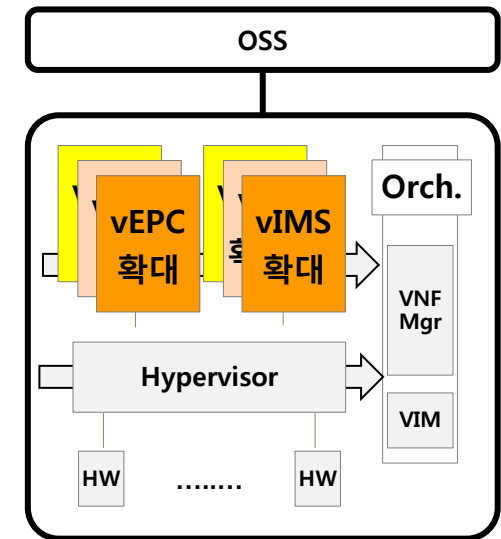 OSS
vEPC
확대
vIMS
확대
Orch.
VNF
Mgr
Hypervisor
VIM
HW
........
HW